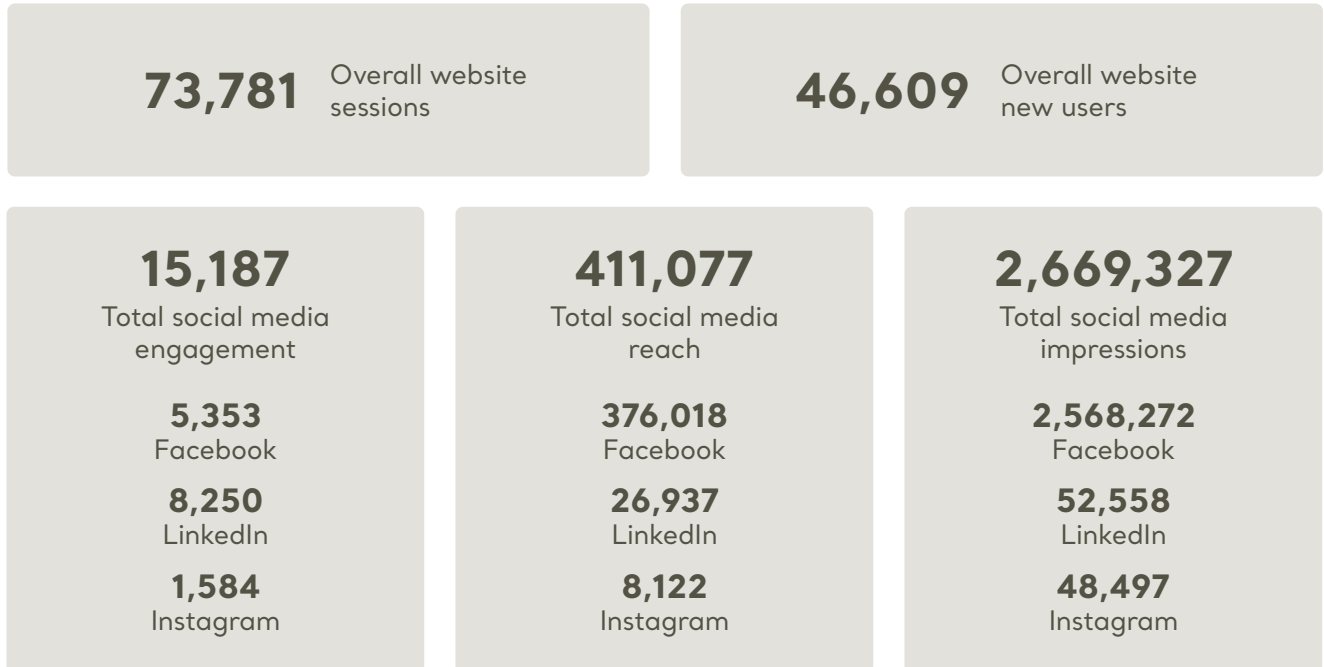 73,781
Overall website
sessions
46,609
Overall website
new users
15,187
Total social media
engagement
5,353
Facebook
8,250
LinkedIn
1,584
Instagram
411,077
Total social media
reach
376,018
Facebook
26,937
LinkedIn
8,122
Instagram
2,669,327
Total social media
impressions
2,568,272
Facebook
52,558
LinkedIn
48,497
Instagram